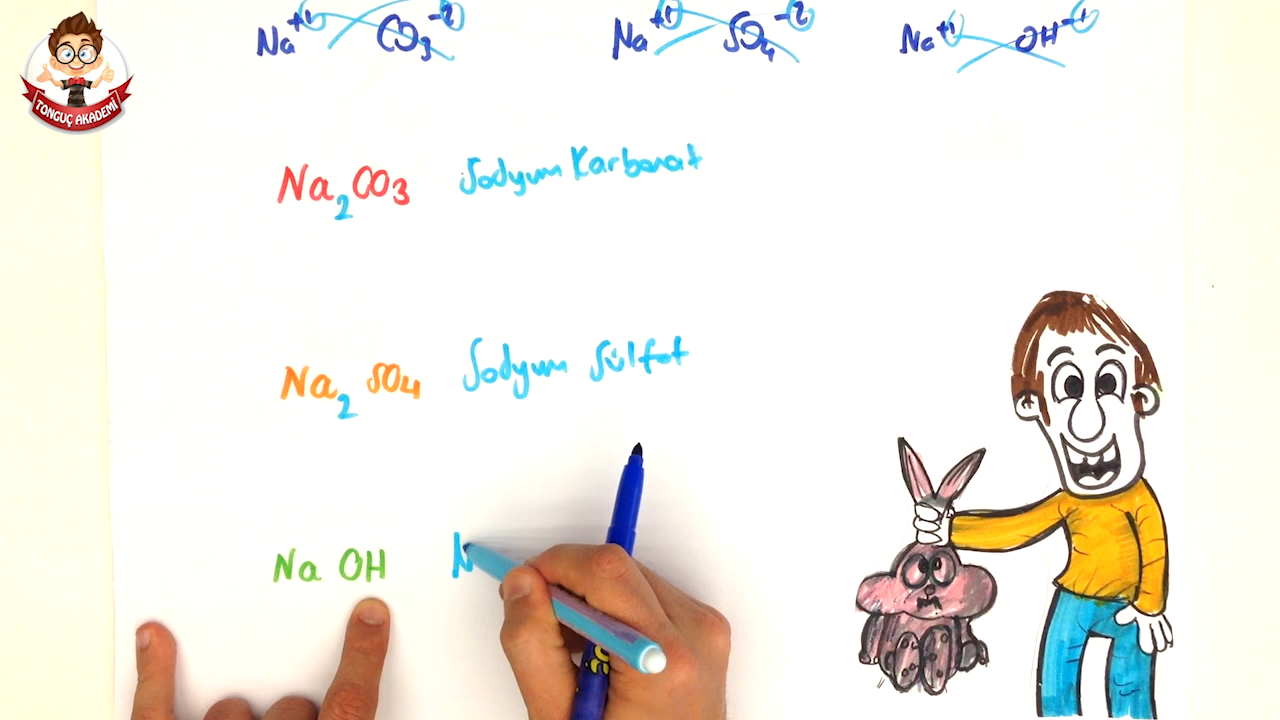 TONGUÇ AKADEMİ
Na⁺¹ CO₃⁻² Na⁺¹ SO₄⁻² Na⁺¹ OH⁻¹
Na₂CO₃ Sodyum Karbonat
Na₂SO₄ Sodyum Sülfat
NaOH N